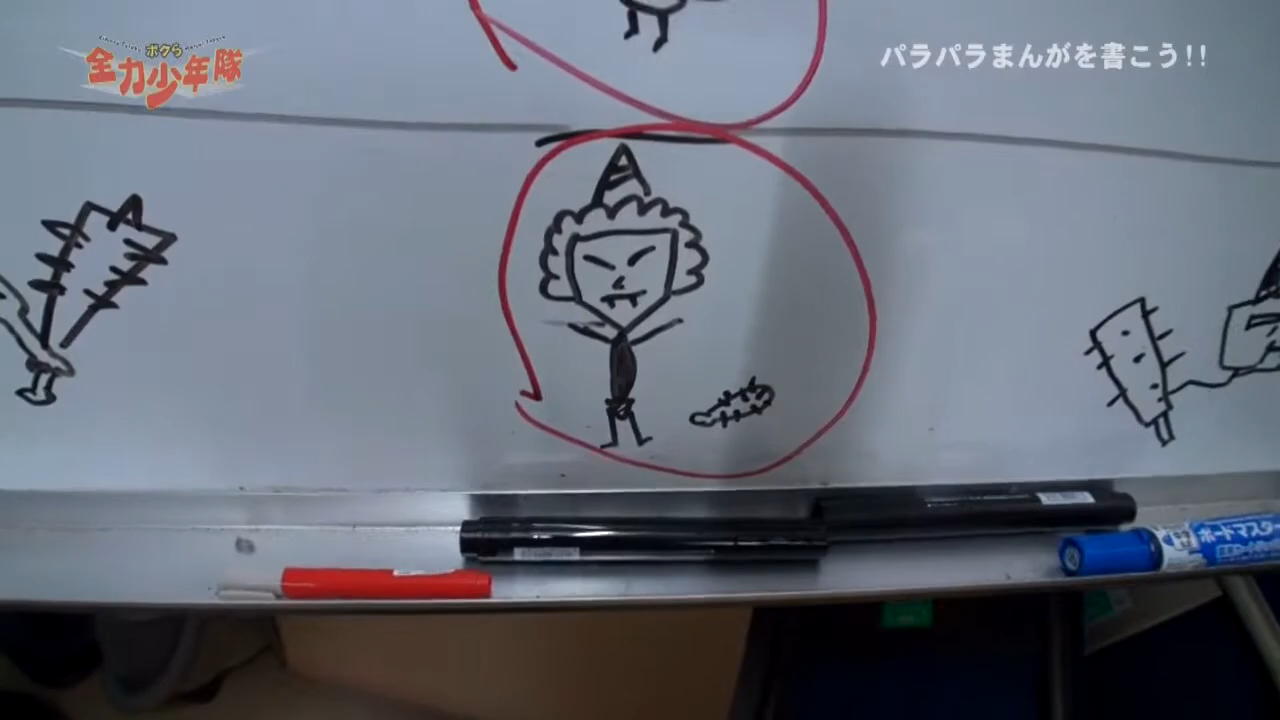 ボクら
全力少年隊
パラパラまんがを書こう!!
ボードマスター